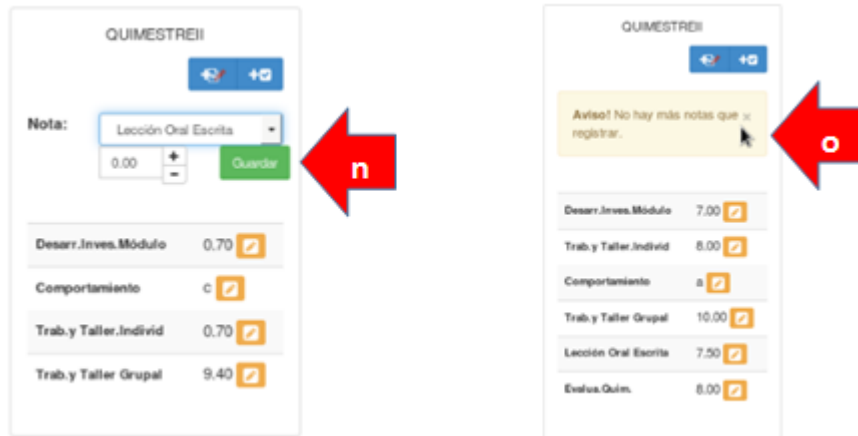 QUIMESTREII
Nota:
Lección Oral Escrita
0.00
+
-
Guardar
n
Desarr.Inves.Módulo 0.70
Comportamiento c
Trab.y Taller.Individ 0.70
Trab.y Taller Grupal 9.40
QUIMESTREII
Aviso! No hay más notas que ×
registrar.
o
Desarr.Inves.Módulo 7.00
Trab.y Taller.Individ 8.00
Comportamiento a
Trab.y Taller Grupal 10.00
Lección Oral Escrita 7.50
Evalua.Quim. 8.00